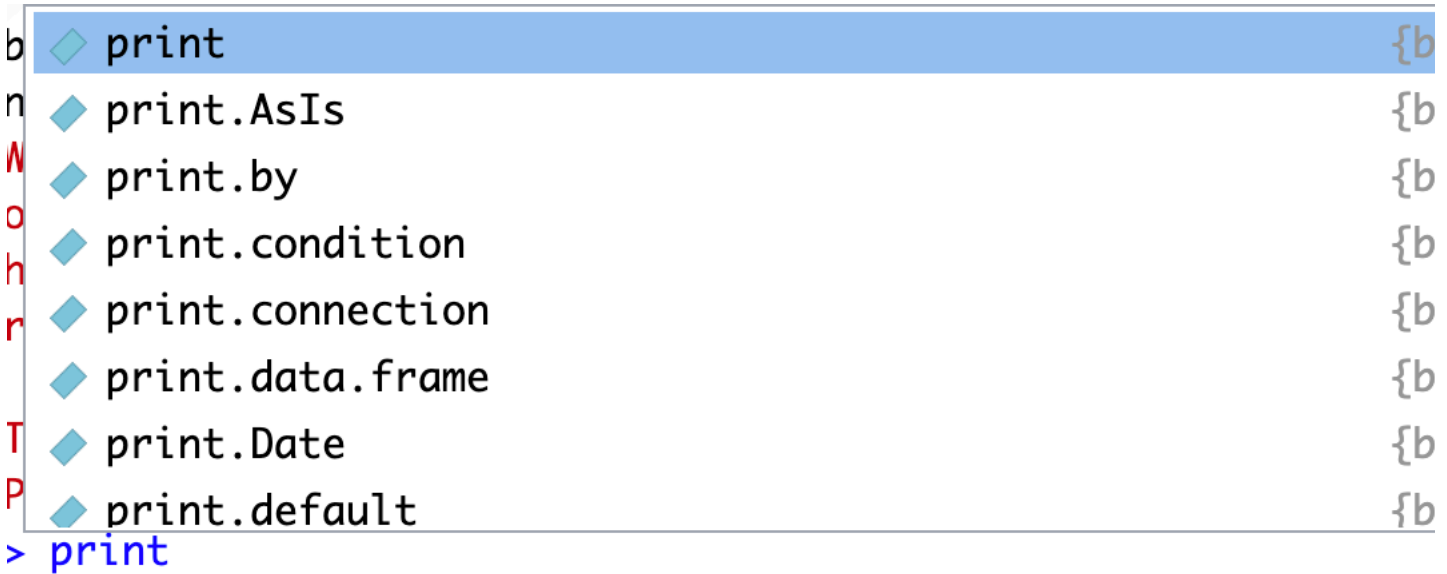 print {b
print.AsIs {b
print.by {b
print.condition {b
print.connection {b
print.data.frame {b
print.Date {b
print.default {b
> print